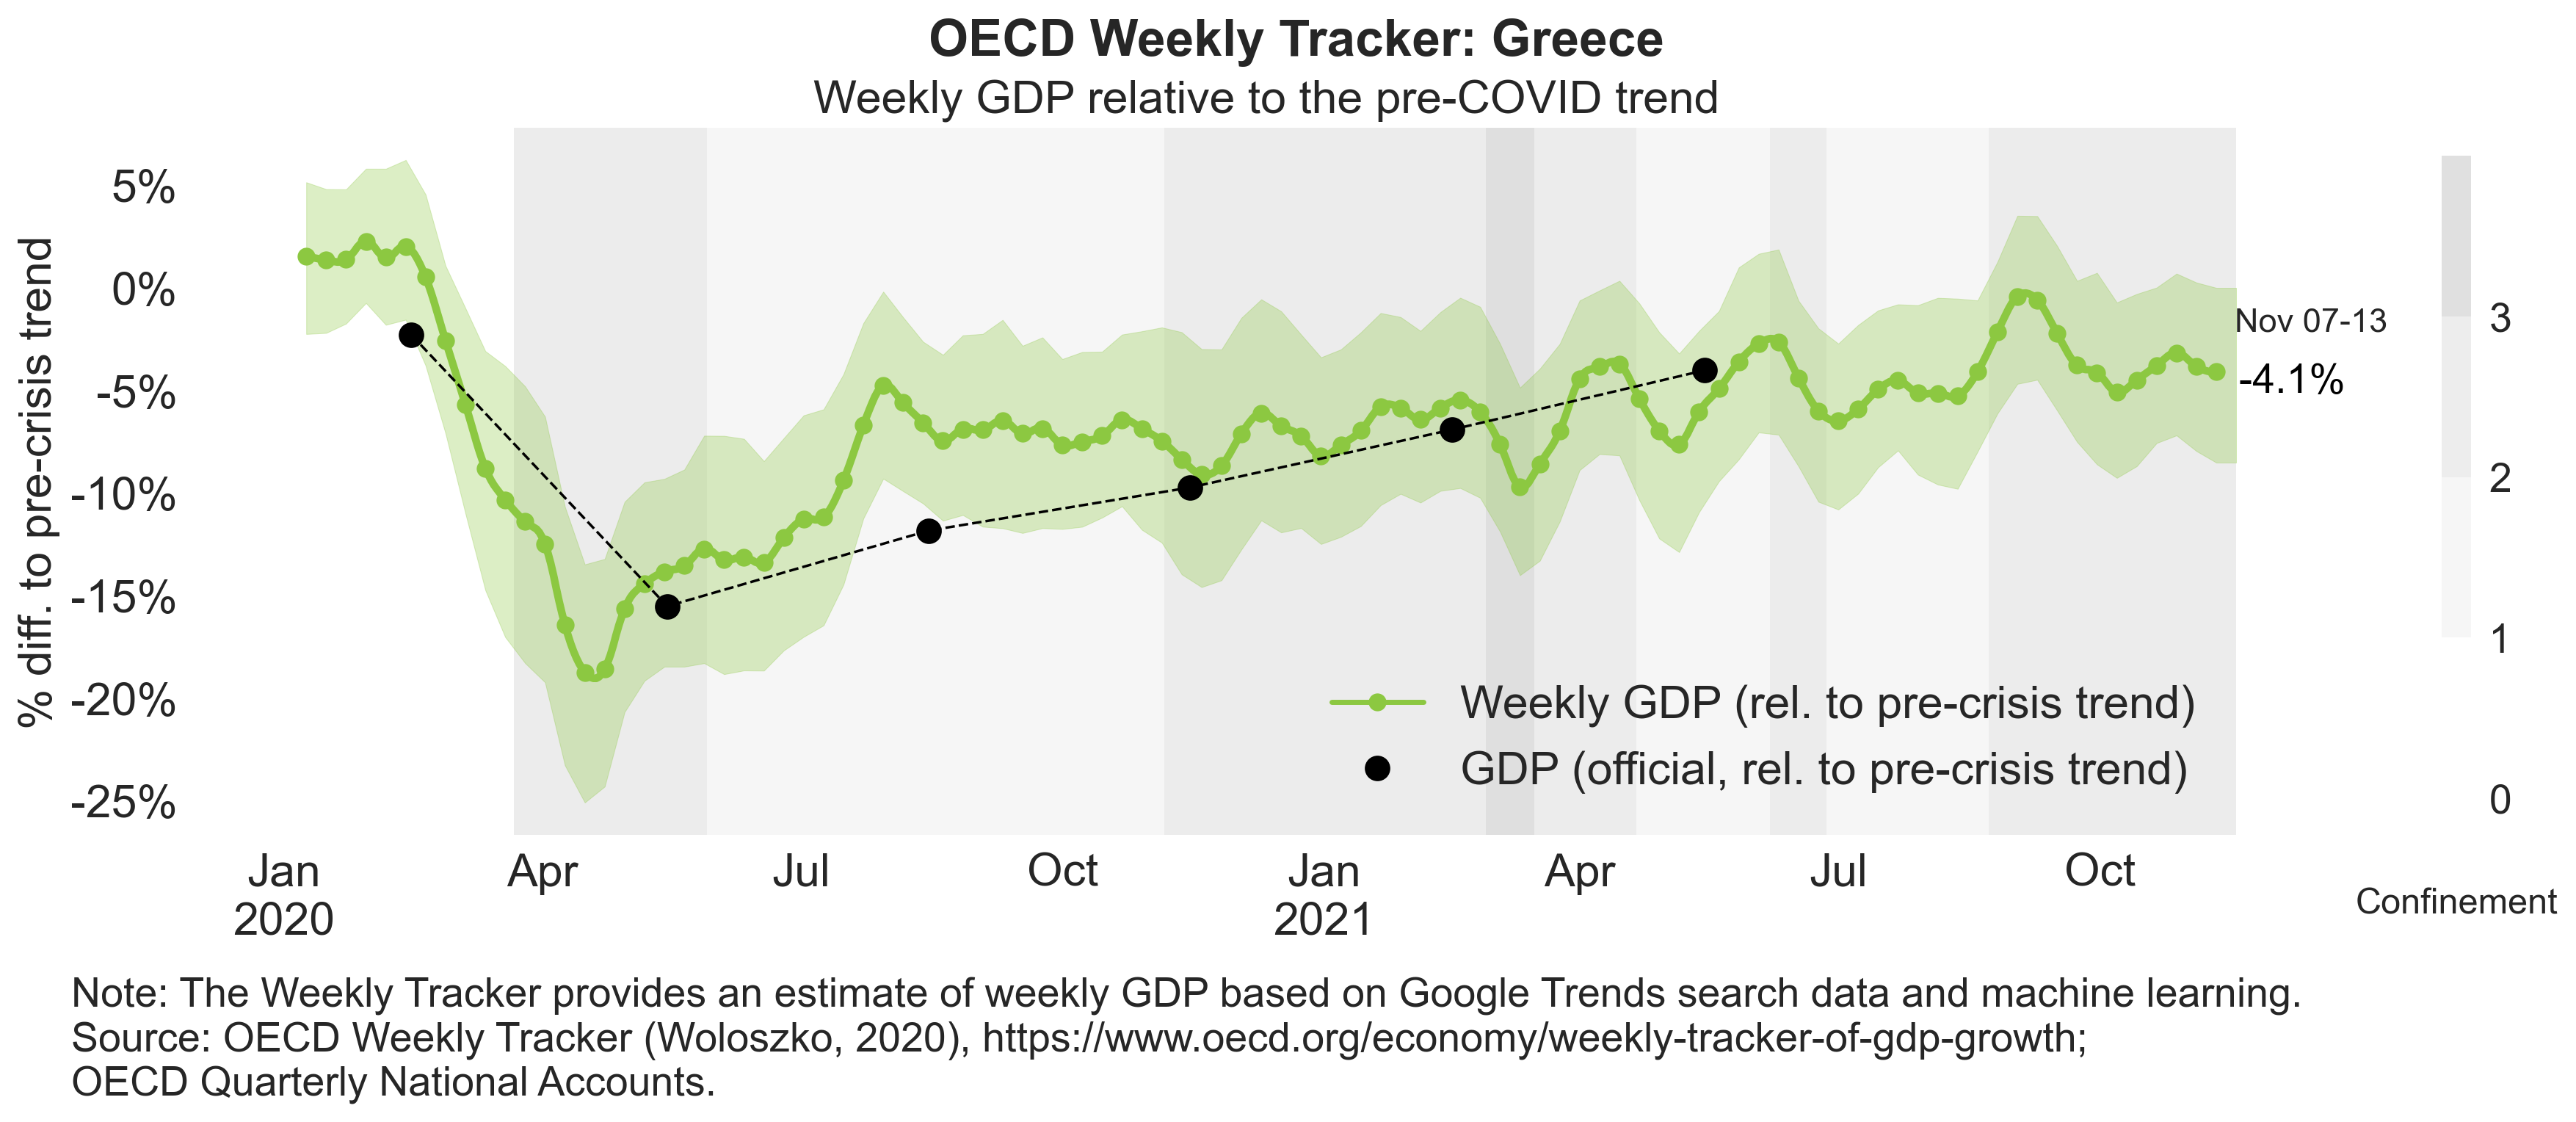 OECD Weekly Tracker: Greece
Weekly GDP relative to the pre-COVID trend
% diff. to pre-crisis trend
5%
0%
-5%
-10%
-15%
-20%
-25%
Nov 07-13
-4.1%
Weekly GDP (rel. to pre-crisis trend)
GDP (official, rel. to pre-crisis trend)
3
2
1
0
Confinement
Jan Apr Jul Oct Jan Apr Jul Oct
2020 2021
Note: The Weekly Tracker provides an estimate of weekly GDP based on Google Trends search data and machine learning.
Source: OECD Weekly Tracker (Woloszko, 2020), https://www.oecd.org/economy/weekly-tracker-of-gdp-growth;
OECD Quarterly National Accounts.